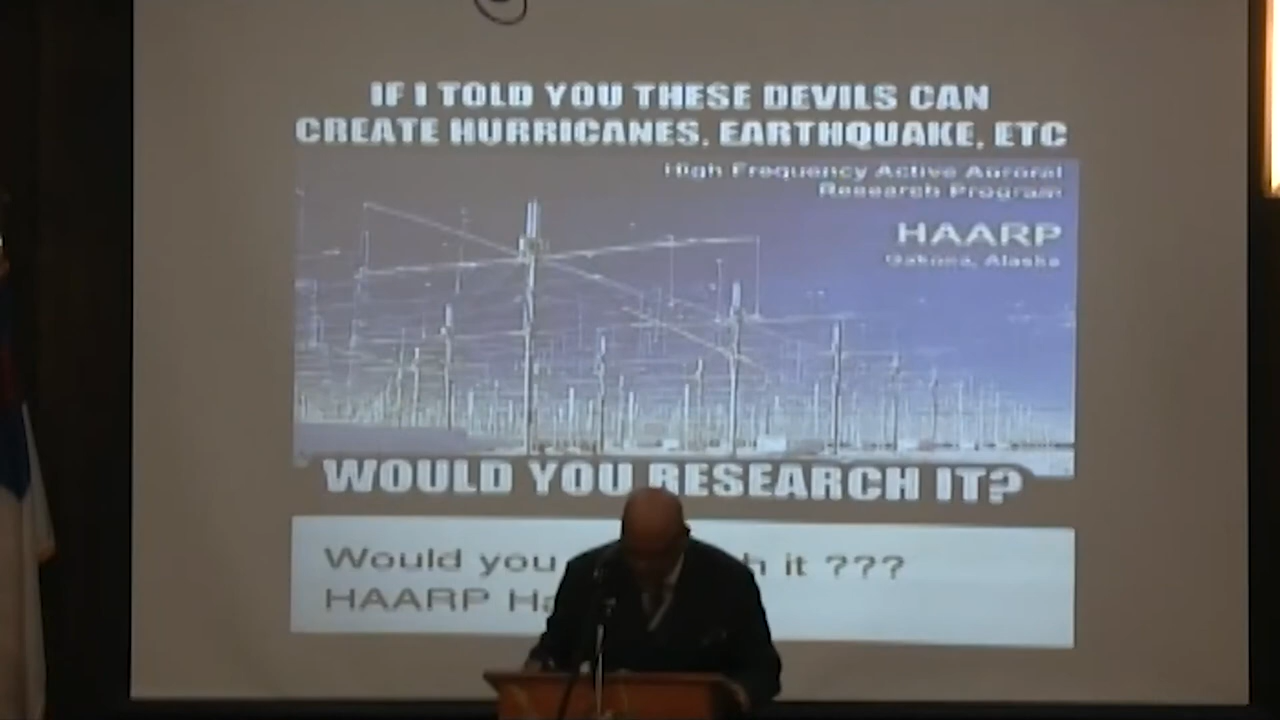 IF I TOLD YOU THESE DEVILS CAN
CREATE HURRICANES. EARTHQUAKE, ETC
High Frequency Active Auroral
Research Program
HAARP
Gakona, Alaska
WOULD YOU RESEARCH IT?
Would you it ???
HAARP